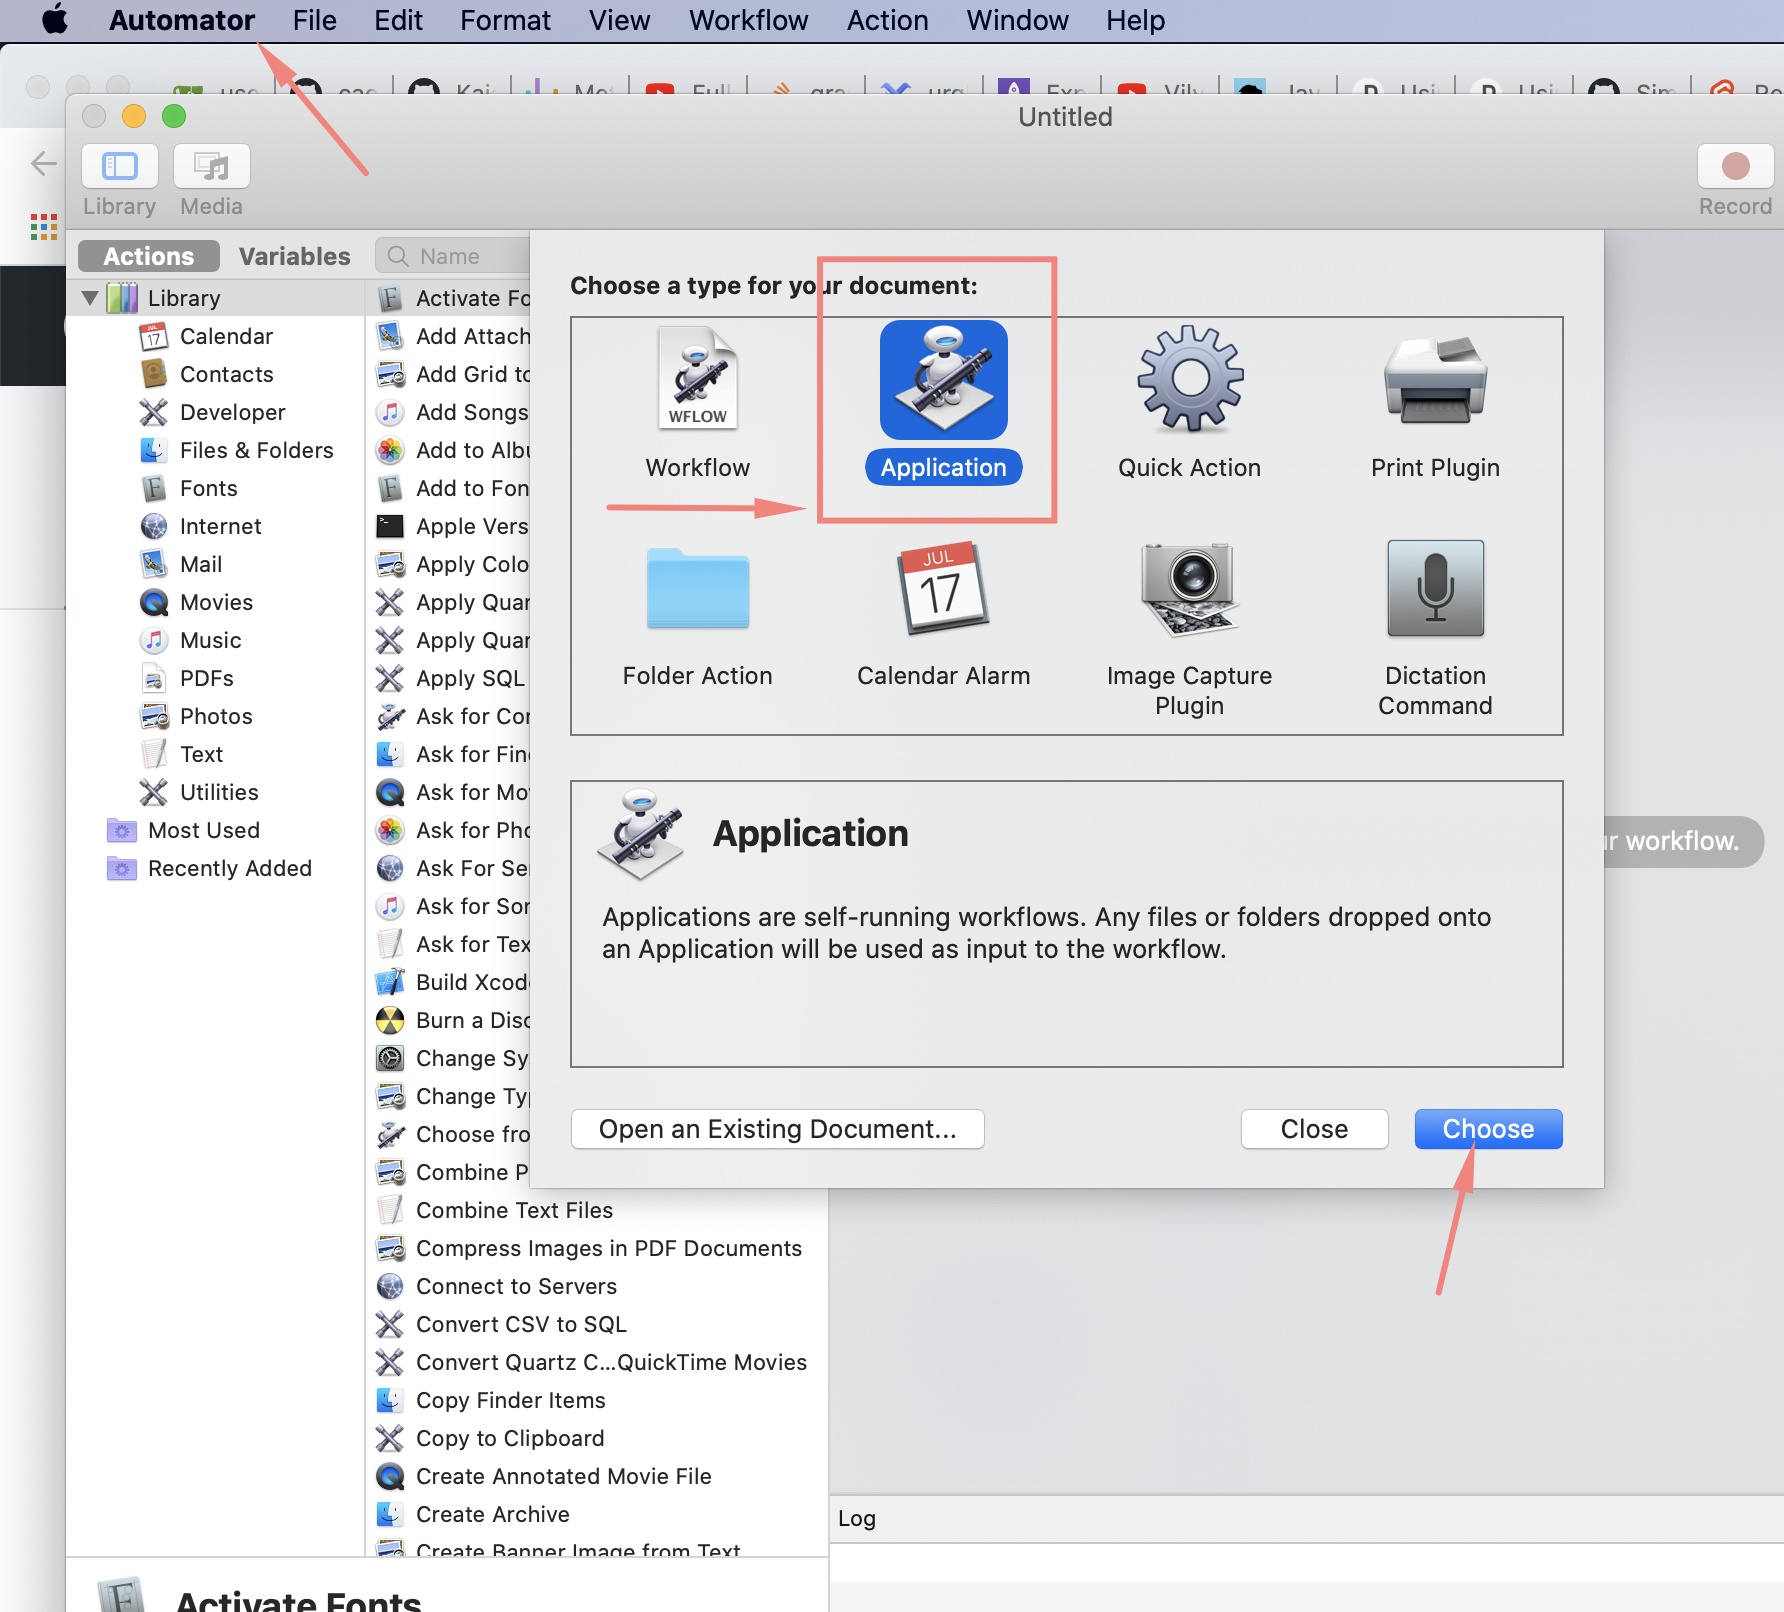 Automator File Edit Format View Workflow Action Window Help
Untitled
Library Media
Record
Actions Variables
Name
Library
Calendar
Contacts
Developer
Files & Folders
Fonts
Internet
Mail
Movies
Music
PDFs
Photos
Text
Utilities
Most Used
Recently Added
Activate Fo
Add Attach
Add Grid to
Add Songs
Add to Albu
Add to Fon
Apple Vers
Apply Colo
Apply Quar
Apply Quar
Apply SQL
Ask for Con
Ask for Find
Ask for Mov
Ask for Pho
Ask For Ser
Ask for Son
Ask for Tex
Build Xcode
Burn a Disc
Change Sy
Change Typ
Choose fro
Combine P
Combine Text Files
Compress Images in PDF Documents
Connect to Servers
Convert CSV to SQL
Convert Quartz C...QuickTime Movies
Copy Finder Items
Copy to Clipboard
Create Annotated Movie File
Create Archive
Create Banner Image from Text
Activate Fonts
Choose a type for your document:
WFLOW
Workflow
Application
Quick Action
Print Plugin
Folder Action
JUL
17
Calendar Alarm
Image Capture
Plugin
Dictation
Command
Application
Applications are self-running workflows. Any files or folders dropped onto
an Application will be used as input to the workflow.
Open an Existing Document...
Close
Choose
r workflow.
Log